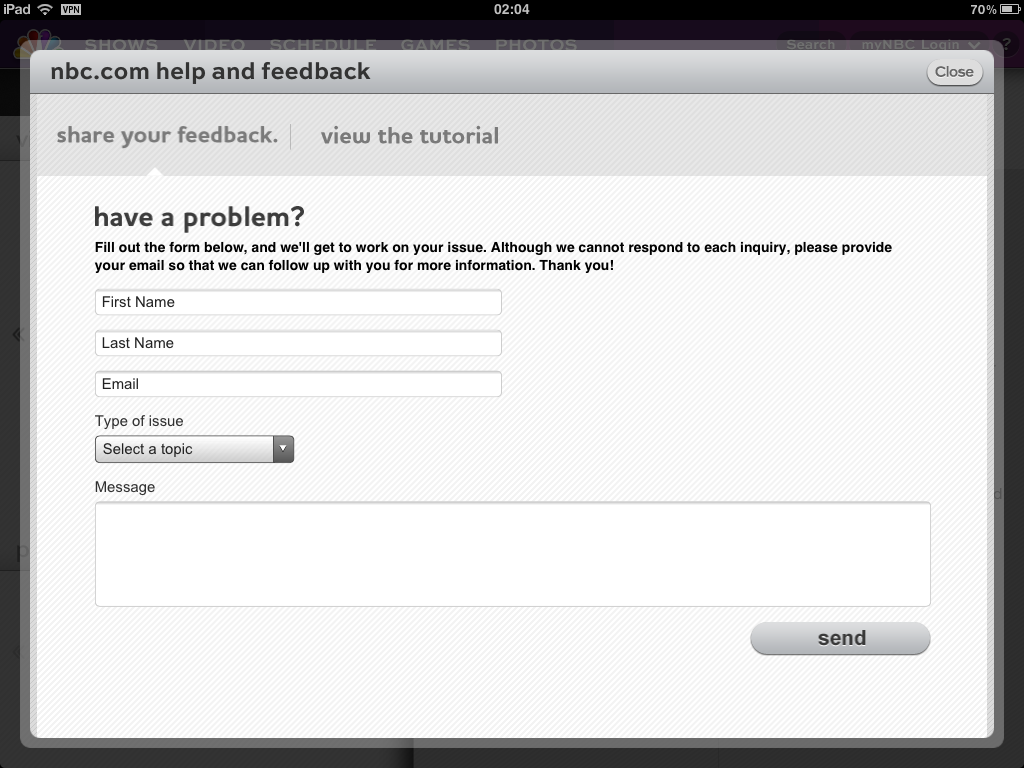 iPad VPN 02:04 70%
SHOWS VIDEO SCHEDULE GAMES PHOTOS Search myNBC Login ?
nbc.com help and feedback Close
share your feedback. view the tutorial
have a problem?
Fill out the form below, and we'll get to work on your issue. Although we cannot respond to each inquiry, please provide
your email so that we can follow up with you for more information. Thank you!
First Name
Last Name
Email
Type of issue
Select a topic
Message
send